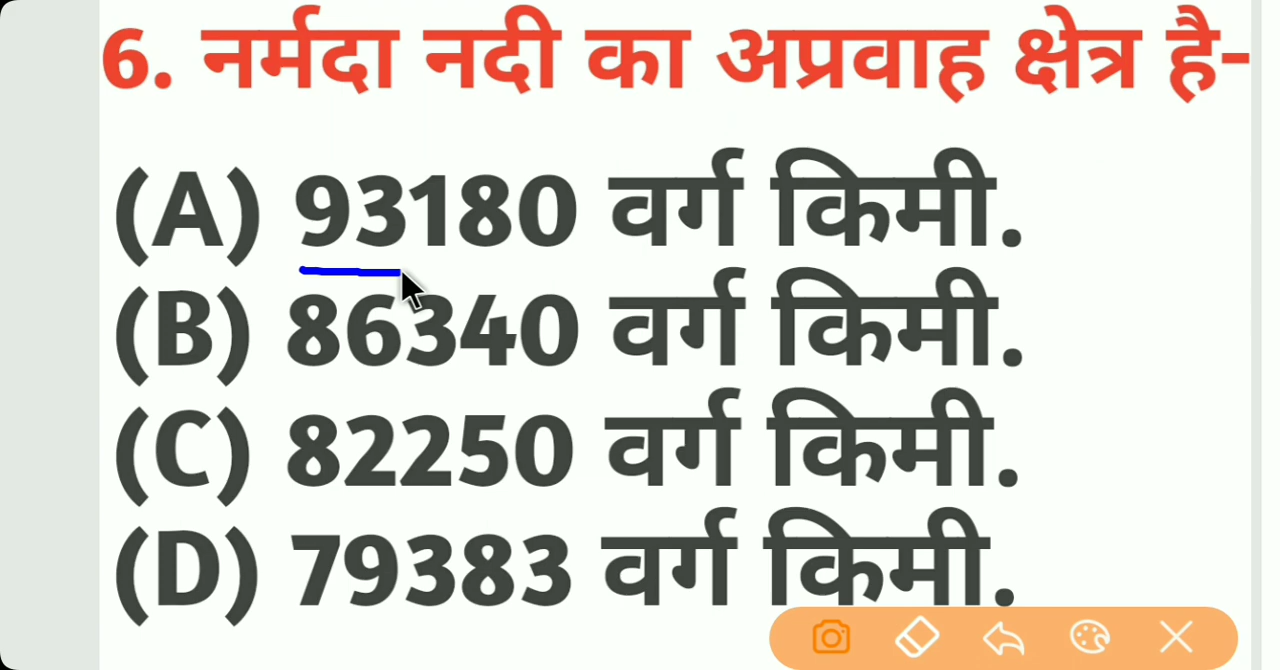 6. नर्मदा नदी का अप्रवाह क्षेत्र है-
(A) 93180 वर्ग किमी.
(B) 86340 वर्ग किमी.
(C) 82250 वर्ग किमी.
(D) 79383 वर्ग किमी.